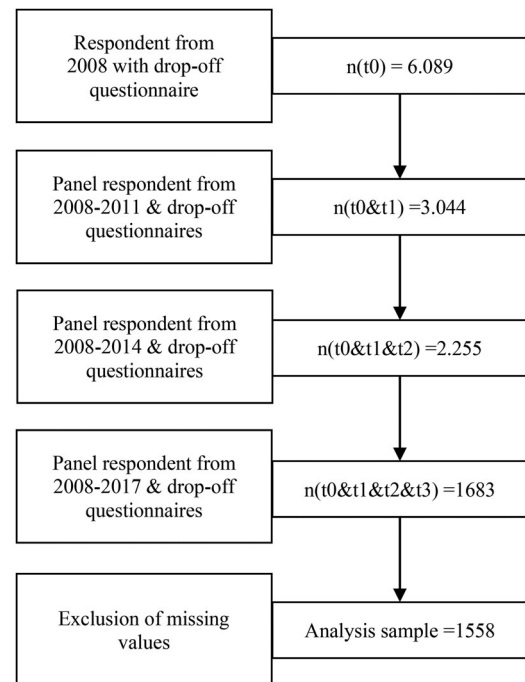 Respondent from
2008 with drop-off
questionnaire
n(t0) = 6.089
Panel respondent from
2008-2011 & drop-off
questionnaires
n(t0&t1) =3.044
Panel respondent from
2008-2014 & drop-off
questionnaires
n(t0&t1&t2) =2.255
Panel respondent from
2008-2017 & drop-off
questionnaires
n(t0&t1&t2&t3) =1683
Exclusion of missing
values
Analysis sample =1558